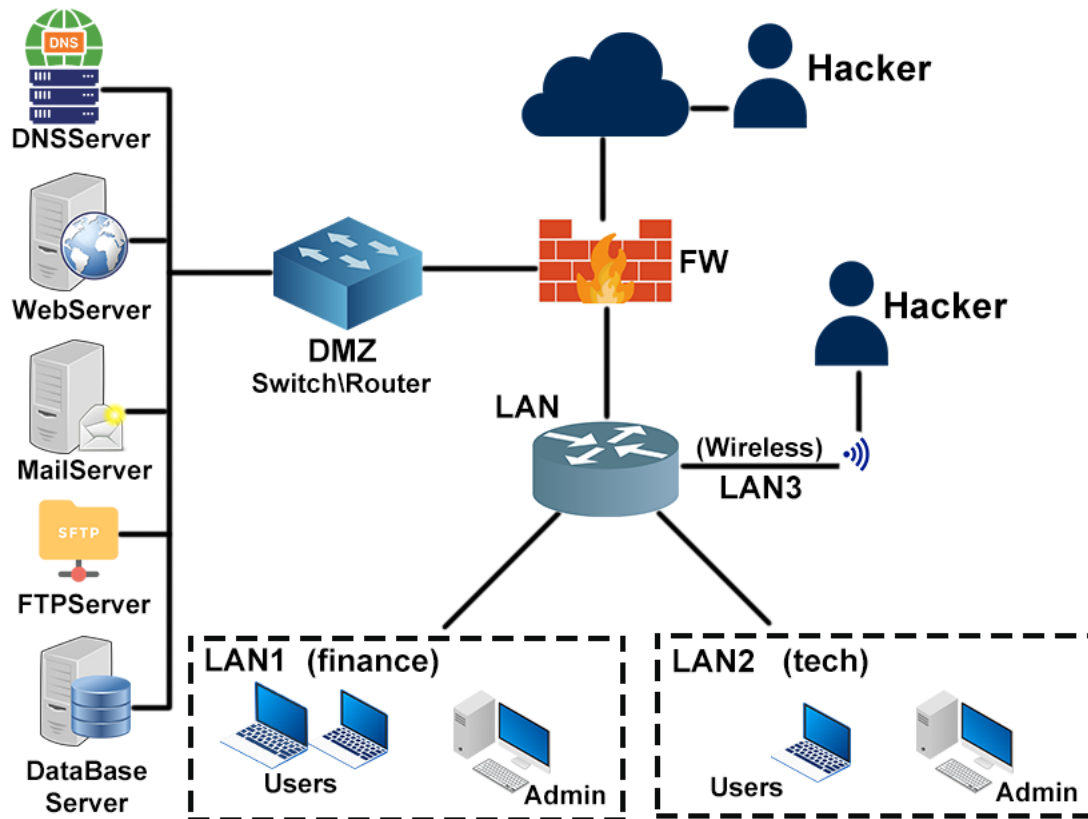 DNS
DNSServer
Hacker
WebServer
FW
DMZ
Switch\Router
Hacker
MailServer
LAN
(Wireless)
LAN3
SFTP
FTPServer
DataBase
Server
LAN1 (finance)
Users
Admin
LAN2 (tech)
Users
Admin